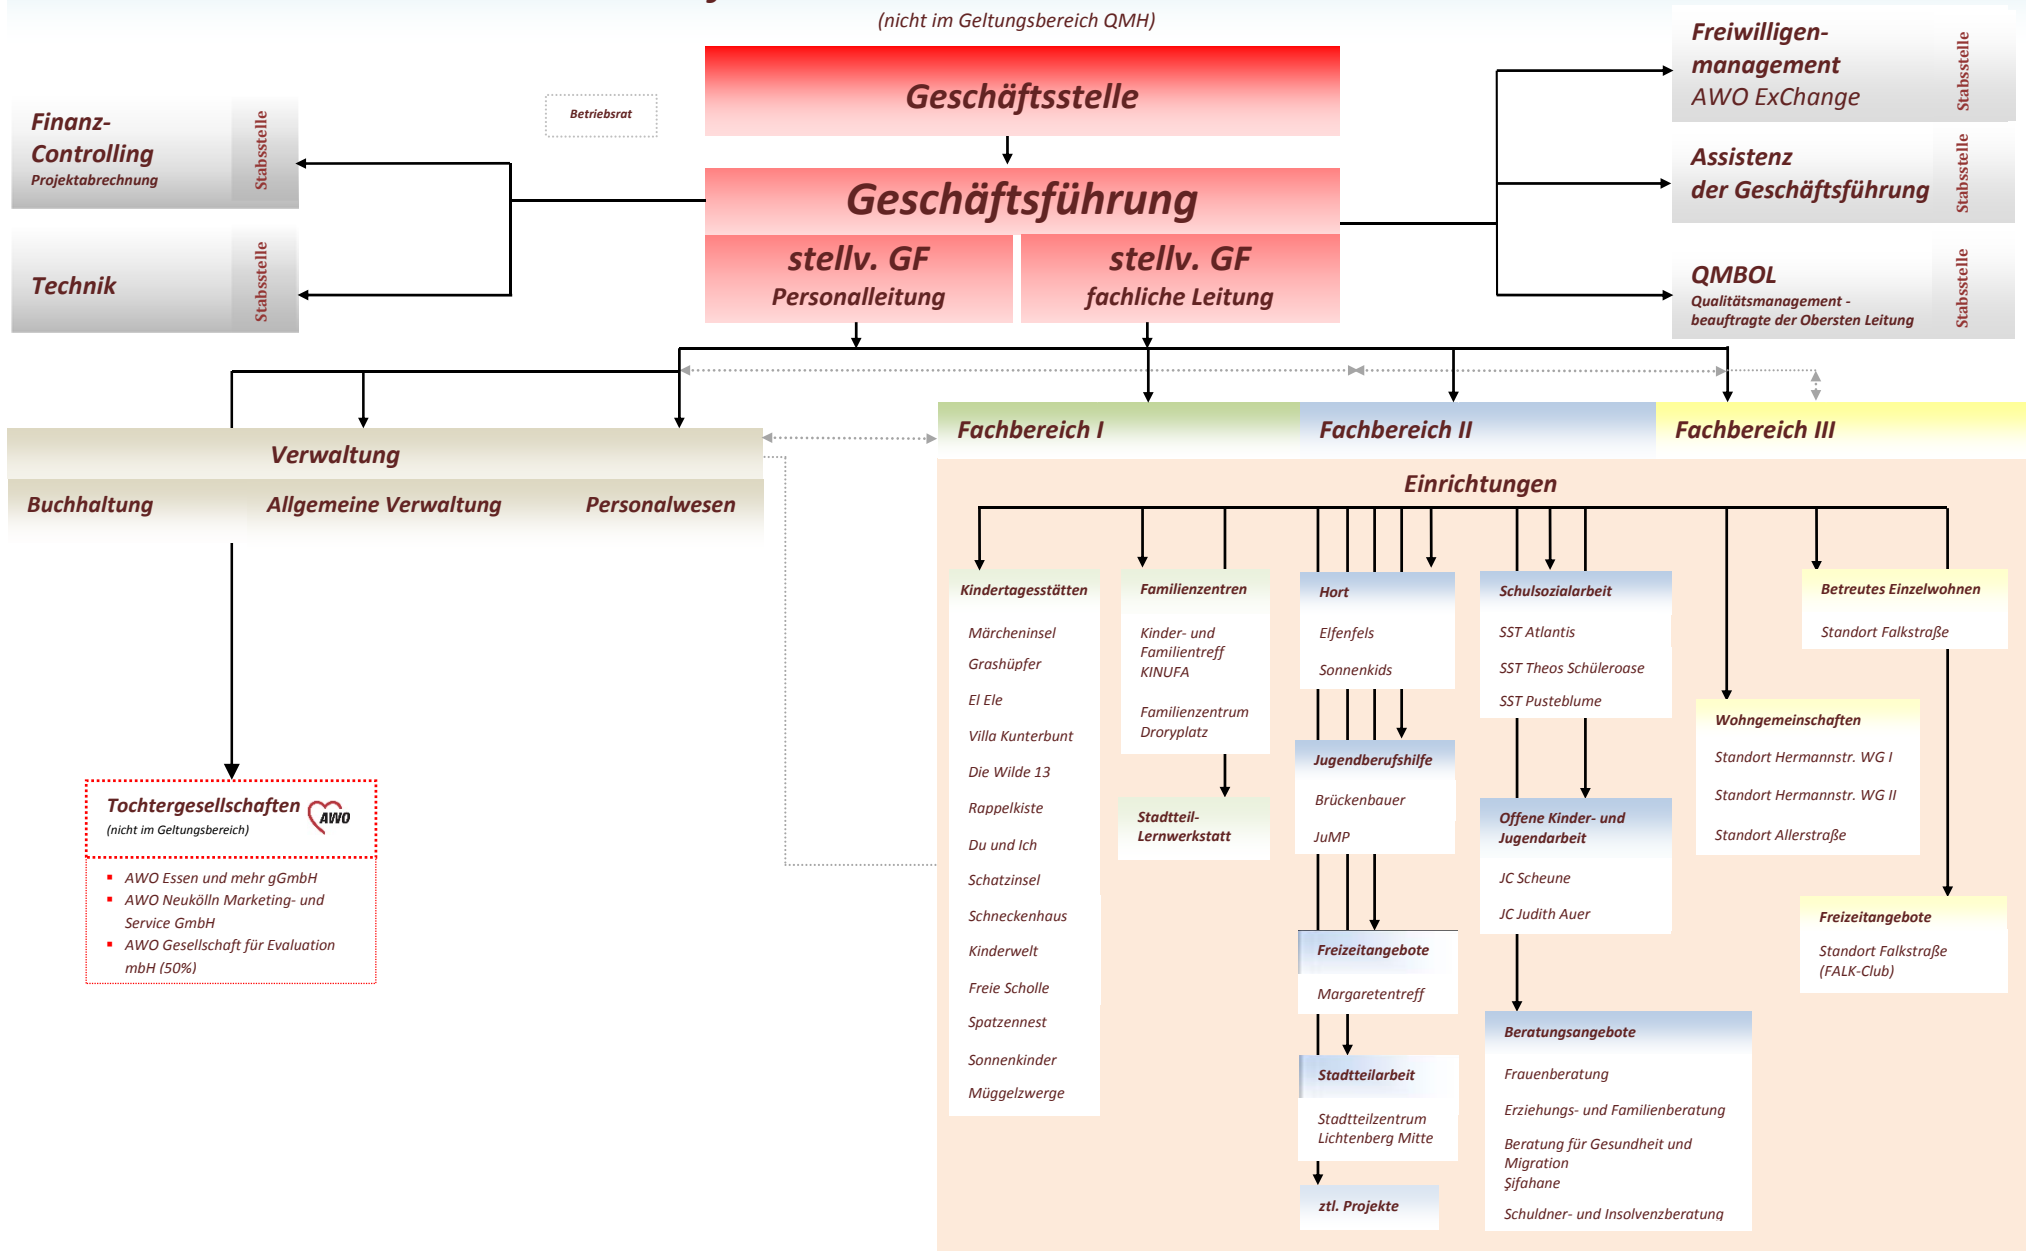 (nicht im Geltungsbereich QMH)
Geschäftsstelle
Betriebsrat
Finanz-
Controlling
Projektabrechnung
Stabsstelle
Technik
Stabsstelle
Geschäftsführung
stellv. GF
Personalleitung
stellv. GF
fachliche Leitung
Freiwilligen-
management
AWO ExChange
Stabsstelle
Assistenz
der Geschäftsführung
Stabsstelle
QMBOL
Qualitätsmanagement -
beauftragte der Obersten Leitung
Stabsstelle
Verwaltung
Buchhaltung
Allgemeine Verwaltung
Personalwesen
Tochtergesellschaften
AWO
(nicht im Geltungsbereich)
AWO Essen und mehr gGmbH
AWO Neukölln Marketing- und
Service GmbH
AWO Gesellschaft für Evaluation
mbH (50%)
Fachbereich I
Fachbereich II
Fachbereich III
Einrichtungen
Kindertagesstätten
Märcheninsel
Grashüpfer
El Ele
Villa Kunterbunt
Die Wilde 13
Rappelkiste
Du und Ich
Schatzinsel
Schneckenhaus
Kinderwelt
Freie Scholle
Spatzennest
Sonnenkinder
Müggelzwerge
Familienzentren
Kinder- und
Familientreff
KINUFA
Familienzentrum
Droryplatz
Stadtteil-
Lernwerkstatt
Hort
Elfenfels
Sonnenkids
Jugendberufshilfe
Brückenbauer
JuMP
Freizeitangebote
Margaretentreff
Stadtteilarbeit
Stadtteilzentrum
Lichtenberg Mitte
ztl. Projekte
Schulsozialarbeit
SST Atlantis
SST Theos Schüleroase
SST Pusteblume
Offene Kinder- und
Jugendarbeit
JC Scheune
JC Judith Auer
Beratungsangebote
Frauenberatung
Erziehungs- und Familienberatung
Beratung für Gesundheit und
Migration
Şifahane
Schuldner- und Insolvenzberatung
Wohngemeinschaften
Standort Hermannstr. WG I
Standort Hermannstr. WG II
Standort Allerstraße
Betreutes Einzelwohnen
Standort Falkstraße
Freizeitangebote
Standort Falkstraße
(FALK-Club)